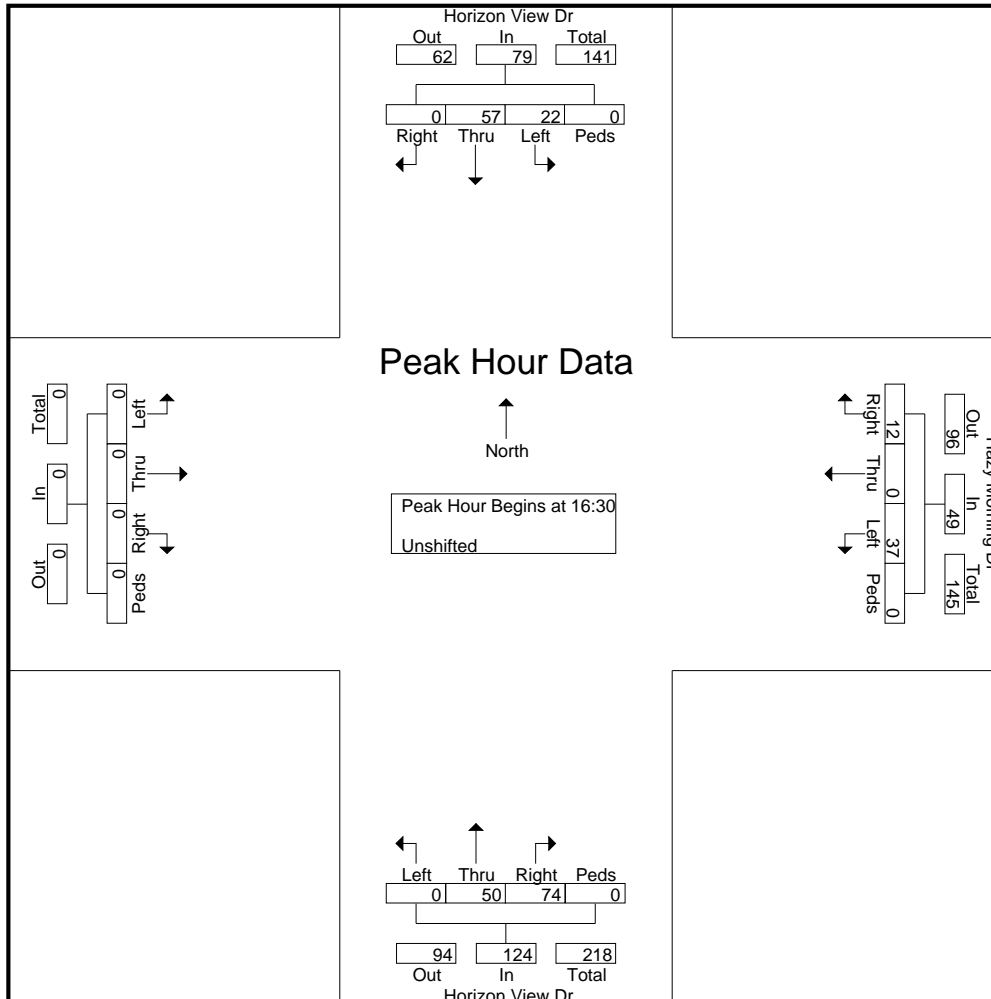 Horizon View Dr
Out In Total
62 79 141
0 57 22 0
Right Thru Left Peds
Peak Hour Data
North
Peak Hour Begins at 16:30
Unshifted
Total In Out
0 0 0
0 0 0 0
Left Thru Right Peds
Right Thru Left Peds
12 0 37 0
Out In Total
96 49 145
Hazy Morning Dr
Left Thru Right Peds
0 50 74 0
94 124 218
Out In Total
Horizon View Dr